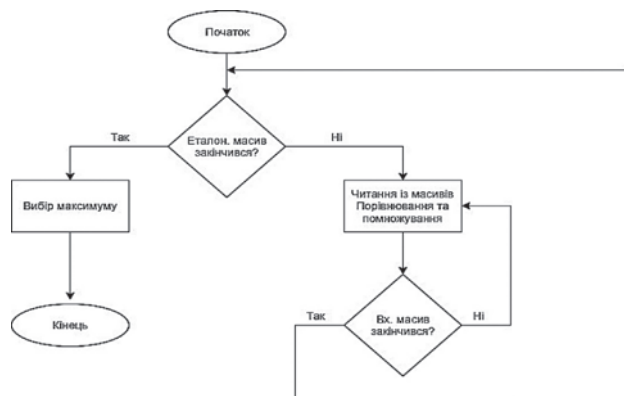 Початок
Еталон. масив
закінчився?
Так
Ні
Вибір максимуму
Читання із масивів
Порівнювання та
помножування
Кінець
Вх. масив
закінчився?
Так
Ні